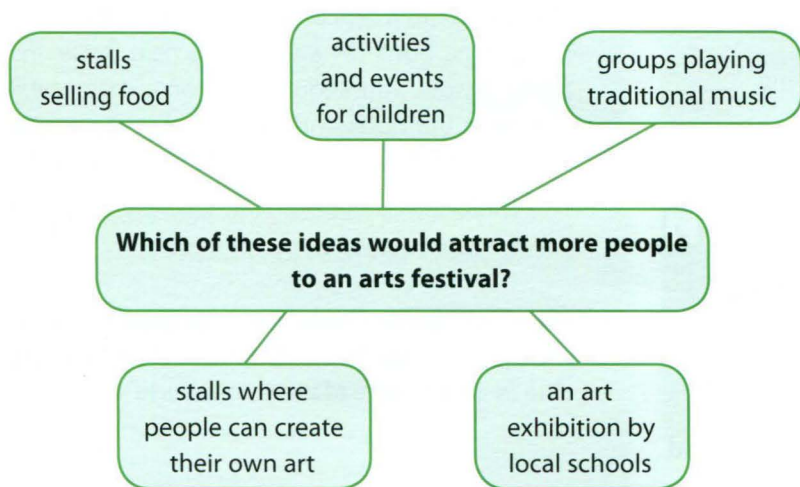 stalls
selling food
activities
and events
for children
groups playing
traditional music
Which of these ideas would attract more people
to an arts festival?
stalls where
people can create
their own art
an art
exhibition by
local schools